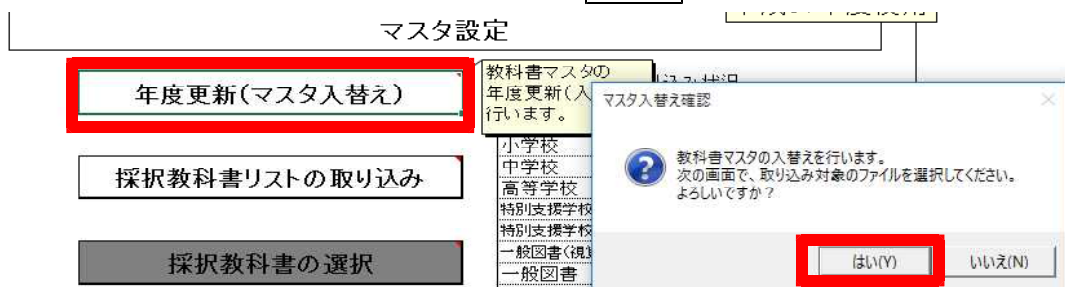 マスタ設定
年度更新(マスタ入替え)
教科書マスタの
年度更新(入
行います。
マスタ入替え確認
教科書マスタの入替えを行います。
次の画面で、取り込み対象のファイルを選択してください。
よろしいですか？
はい(Y)
いいえ(N)
採択教科書リストの取り込み
採択教科書の選択
小学校
中学校
高等学校
特別支援学校
特別支援学校
一般図書(視
一般図書